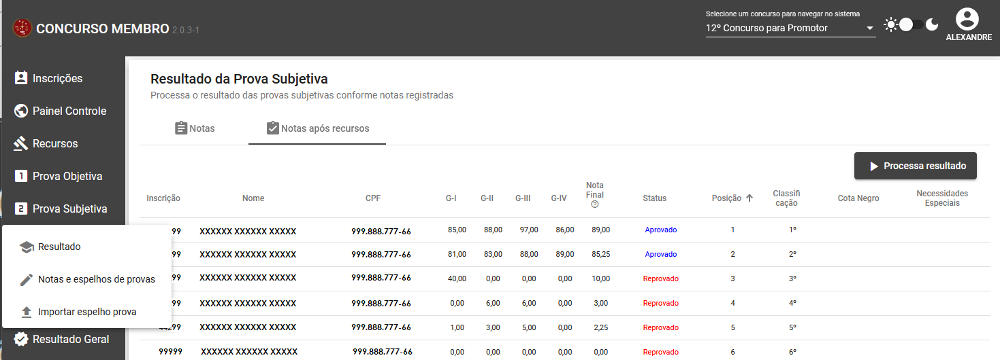 CONCURSO MEMBRO 2.0.3-1
Selecione um concurso para navegar no sistema
12º Concurso para Promotor
ALEXANDRE
Inscrições
Painel Controle
Recursos
1 Prova Objetiva
2 Prova Subjetiva
Resultado
Notas e espelhos de provas
Importar espelho prova
Resultado Geral
Resultado da Prova Subjetiva
Processa o resultado das provas subjetivas conforme notas registradas
Notas
Notas após recursos
Processa resultado
Inscrição Nome CPF G-I G-II G-III G-IV Nota Final Status Posição Classifi cação Cota Negro Necessidades Especiais
99 XXXXXX XXXXXX XXXXX 999.888.777-66 85,00 88,00 97,00 86,00 89,00 Aprovado 1 1º
99 XXXXXX XXXXXX XXXXX 999.888.777-66 81,00 83,00 88,00 89,00 85,25 Aprovado 2 2º
99 XXXXXX XXXXXX XXXXX 999.888.777-66 40,00 0,00 0,00 0,00 10,00 Reprovado 3 3º
99 XXXXXX XXXXXX XXXXX 999.888.777-66 0,00 6,00 6,00 0,00 3,00 Reprovado 4 4º
XXXXXX XXXXXX XXXXX 999.888.777-66 1,00 3,00 5,00 0,00 2,25 Reprovado 5 5º
99999 XXXXXX XXXXXX XXXXX 999.888.777-66 0,00 0,00 0,00 0,00 0,00 Reprovado 6 6º